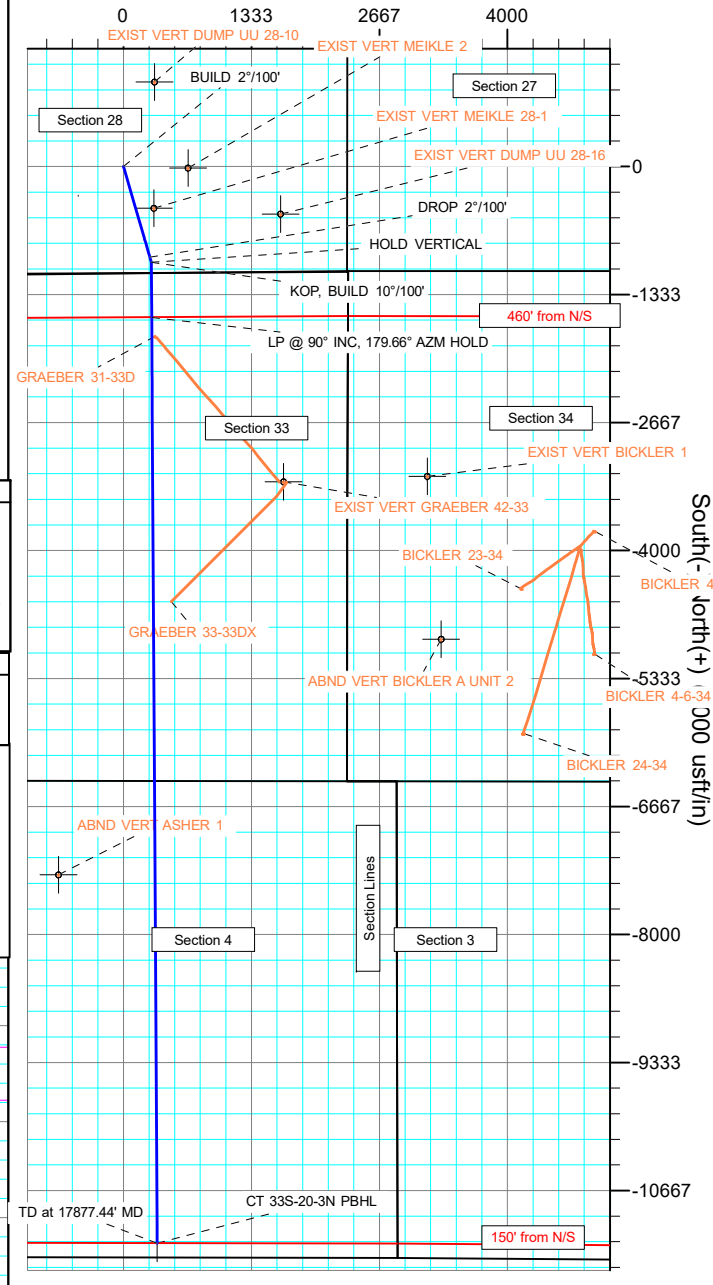 0 1333 2667 4000
EXIST VERT DUMP UU 28-10
EXIST VERT MEIKLE 2
BUILD 2°/100'
Section 27
Section 28
EXIST VERT MEIKLE 28-1
EXIST VERT DUMP UU 28-16
0
DROP 2°/100'
HOLD VERTICAL
KOP, BUILD 10°/100'
-1333
460' from N/S
LP @ 90° INC, 179.66° AZM HOLD
GRAEBER 31-33D
-2667
Section 34
Section 33
EXIST VERT BICKLER 1
EXIST VERT GRAEBER 42-33
-4000
BICKLER 23-34
BICKLER 4
GRAEBER 33-33DX
ABND VERT BICKLER A UNIT 2
-5333
BICKLER 4-6-34
BICKLER 24-34
South(- North(+) 000 usft/in)
-6667
ABND VERT ASHER 1
Section Lines
Section 4
Section 3
-8000
-9333
-10667
CT 33S-20-3N PBHL
TD at 17877.44' MD
150' from N/S